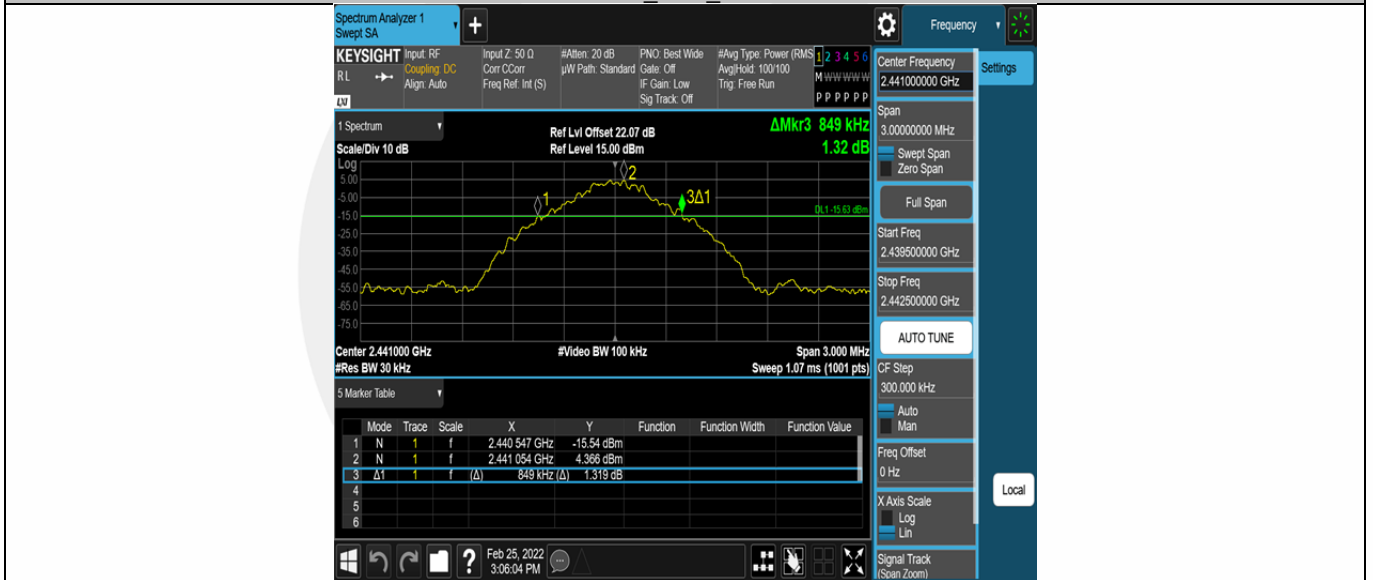 Spectrum Analyzer 1
Swept SA
+
Frequency
KEYSIGHT
RL
LXI
Input: RF
Coupling: DC
Align: Auto
Input Z: 50 Ω
Corr CCorr
Freq Ref: Int (S)
#Atten: 20 dB
µW Path: Standard
PNO: Best Wide
Gate: Off
IF Gain: Low
Sig Track: Off
#Avg Type: Power (RMS
Avg|Hold: 100/100
Trig: Free Run
1 2 3 4 5 6
M W W W W W
P P P P P P
1 Spectrum
Scale/Div 10 dB
Ref Lvl Offset 22.07 dB
Ref Level 15.00 dBm
ΔMkr3 849 kHz
1.32 dB
Log
5.00
-5.00
-15.0
-25.0
-35.0
-45.0
-55.0
-65.0
-75.0
1
2
3Δ1
DL1 -15.63 dBm
Center 2.441000 GHz
#Video BW 100 kHz
Span 3.000 MHz
#Res BW 30 kHz
Sweep 1.07 ms (1001 pts)
5 Marker Table
Mode Trace Scale X Y Function Function Width Function Value
1 N 1 f 2.440 547 GHz -15.54 dBm
2 N 1 f 2.441 054 GHz 4.366 dBm
3 Δ1 1 f (Δ) 849 kHz (Δ) 1.319 dB
4
5
6
?
Feb 25, 2022
3:06:04 PM
Center Frequency
2.441000000 GHz
Settings
Span
3.00000000 MHz
Swept Span
Zero Span
Full Span
Start Freq
2.439500000 GHz
Stop Freq
2.442500000 GHz
AUTO TUNE
CF Step
300.000 kHz
Auto
Man
Freq Offset
0 Hz
X Axis Scale
Log
Lin
Local
Signal Track
(Span Zoom)